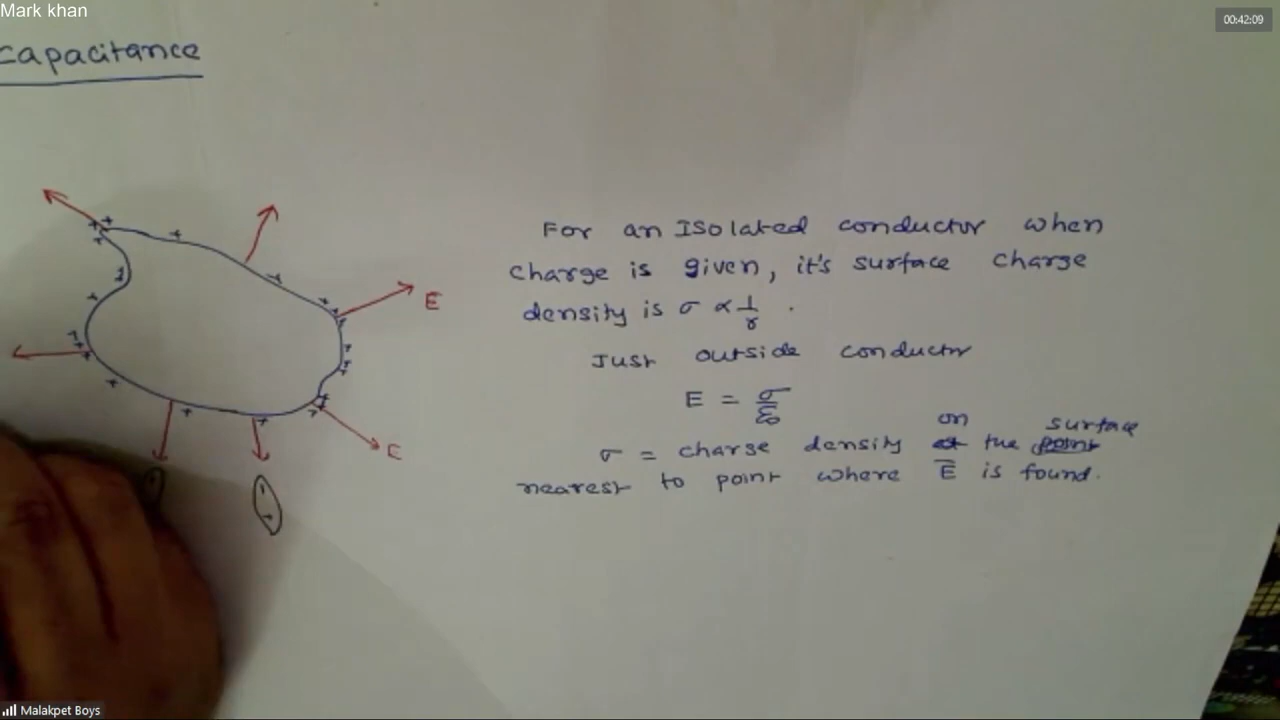 Mark khan
00:42:09
Capacitance
For an Isolated conductor when
charge is given, it's surface charge
density is σ ∝ 1/r .
Just outside conductor
E
E = σ/ε₀
on surface
σ = charge density at the point
E
nearest to point where E̅ is found.
Malakpet Boys